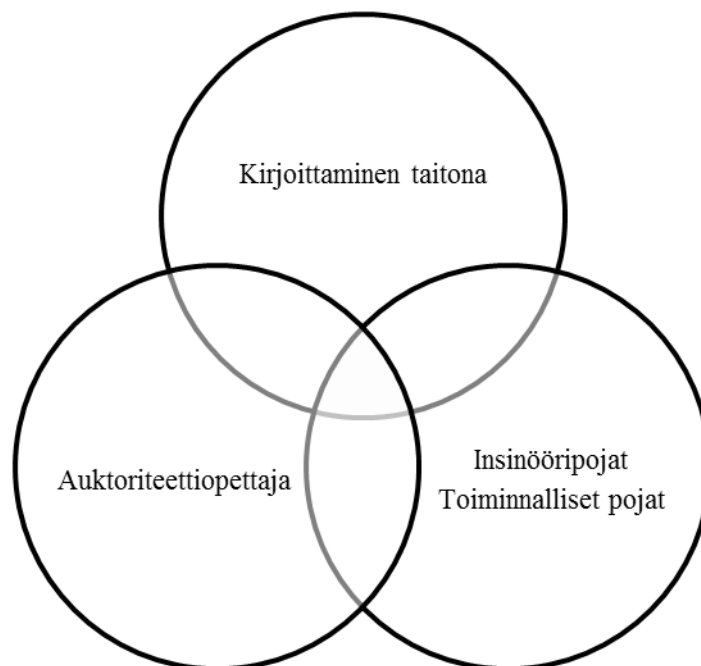 Kirjoittaminen taitona
Auktoriteettiopettaja
Insinööripojat
Toiminnalliset pojat